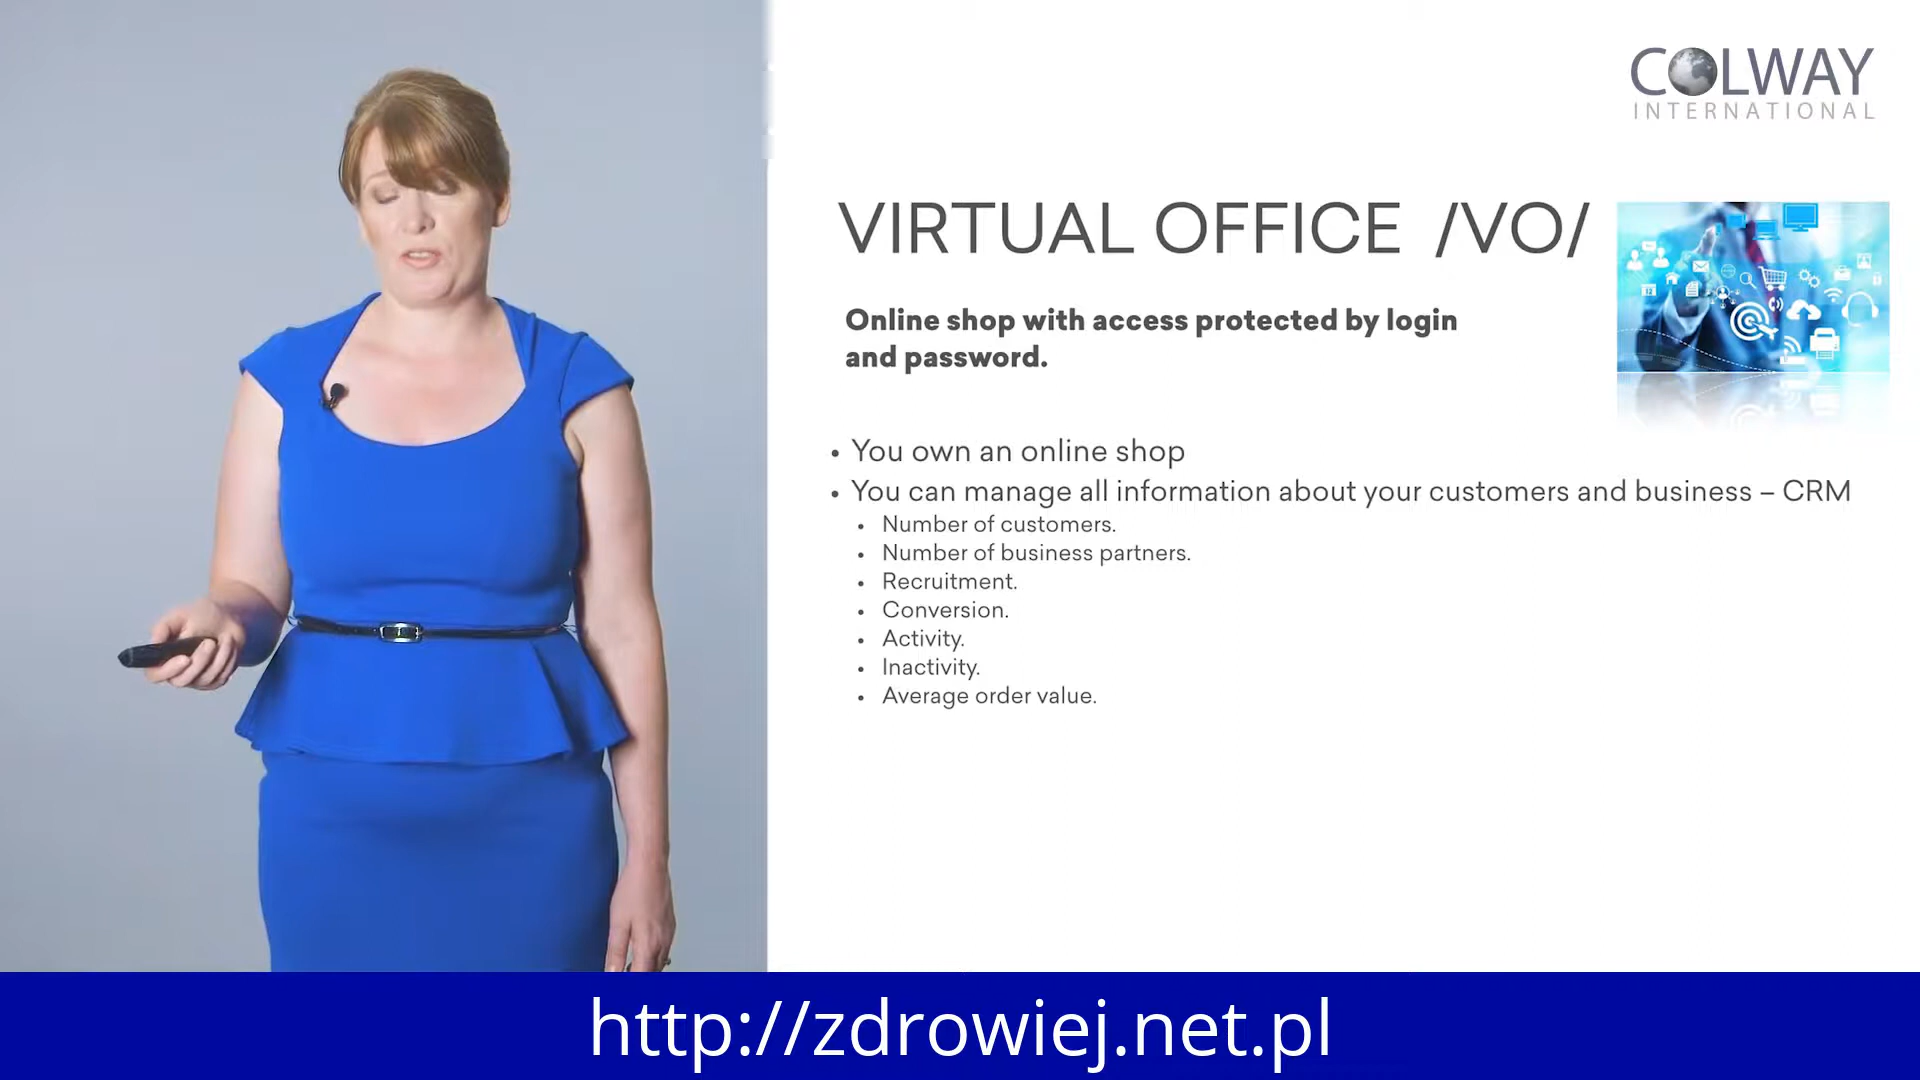 COLWAY
INTERNATIONAL
VIRTUAL OFFICE /VO/
Online shop with access protected by login
and password.
• You own an online shop
• You can manage all information about your customers and business – CRM
• Number of customers.
• Number of business partners.
• Recruitment.
• Conversion.
• Activity.
• Inactivity.
• Average order value.
http://zdrowiej.net.pl